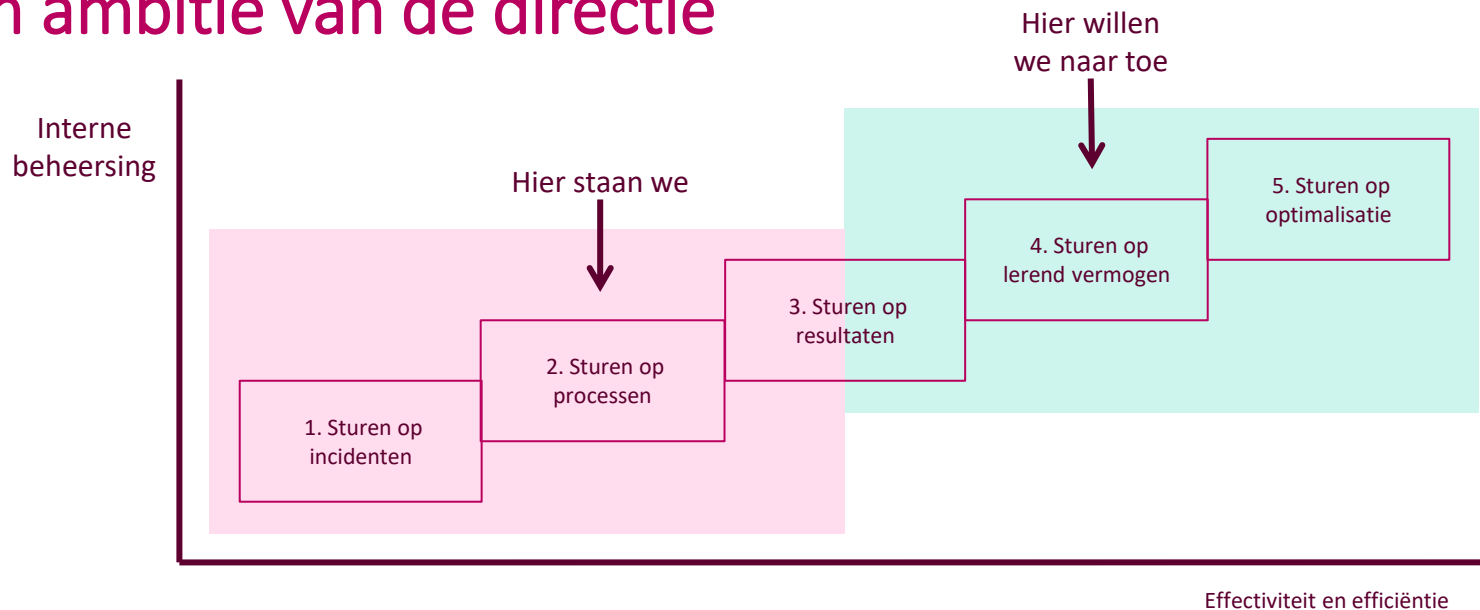 n ambitie van de directie
Hier willen
we naar toe
Interne
beheersing
Hier staan we
5. Sturen op
optimalisatie
4. Sturen op
lerend vermogen
3. Sturen op
resultaten
2. Sturen op
processen
1. Sturen op
incidenten
Effectiviteit en efficiëntie